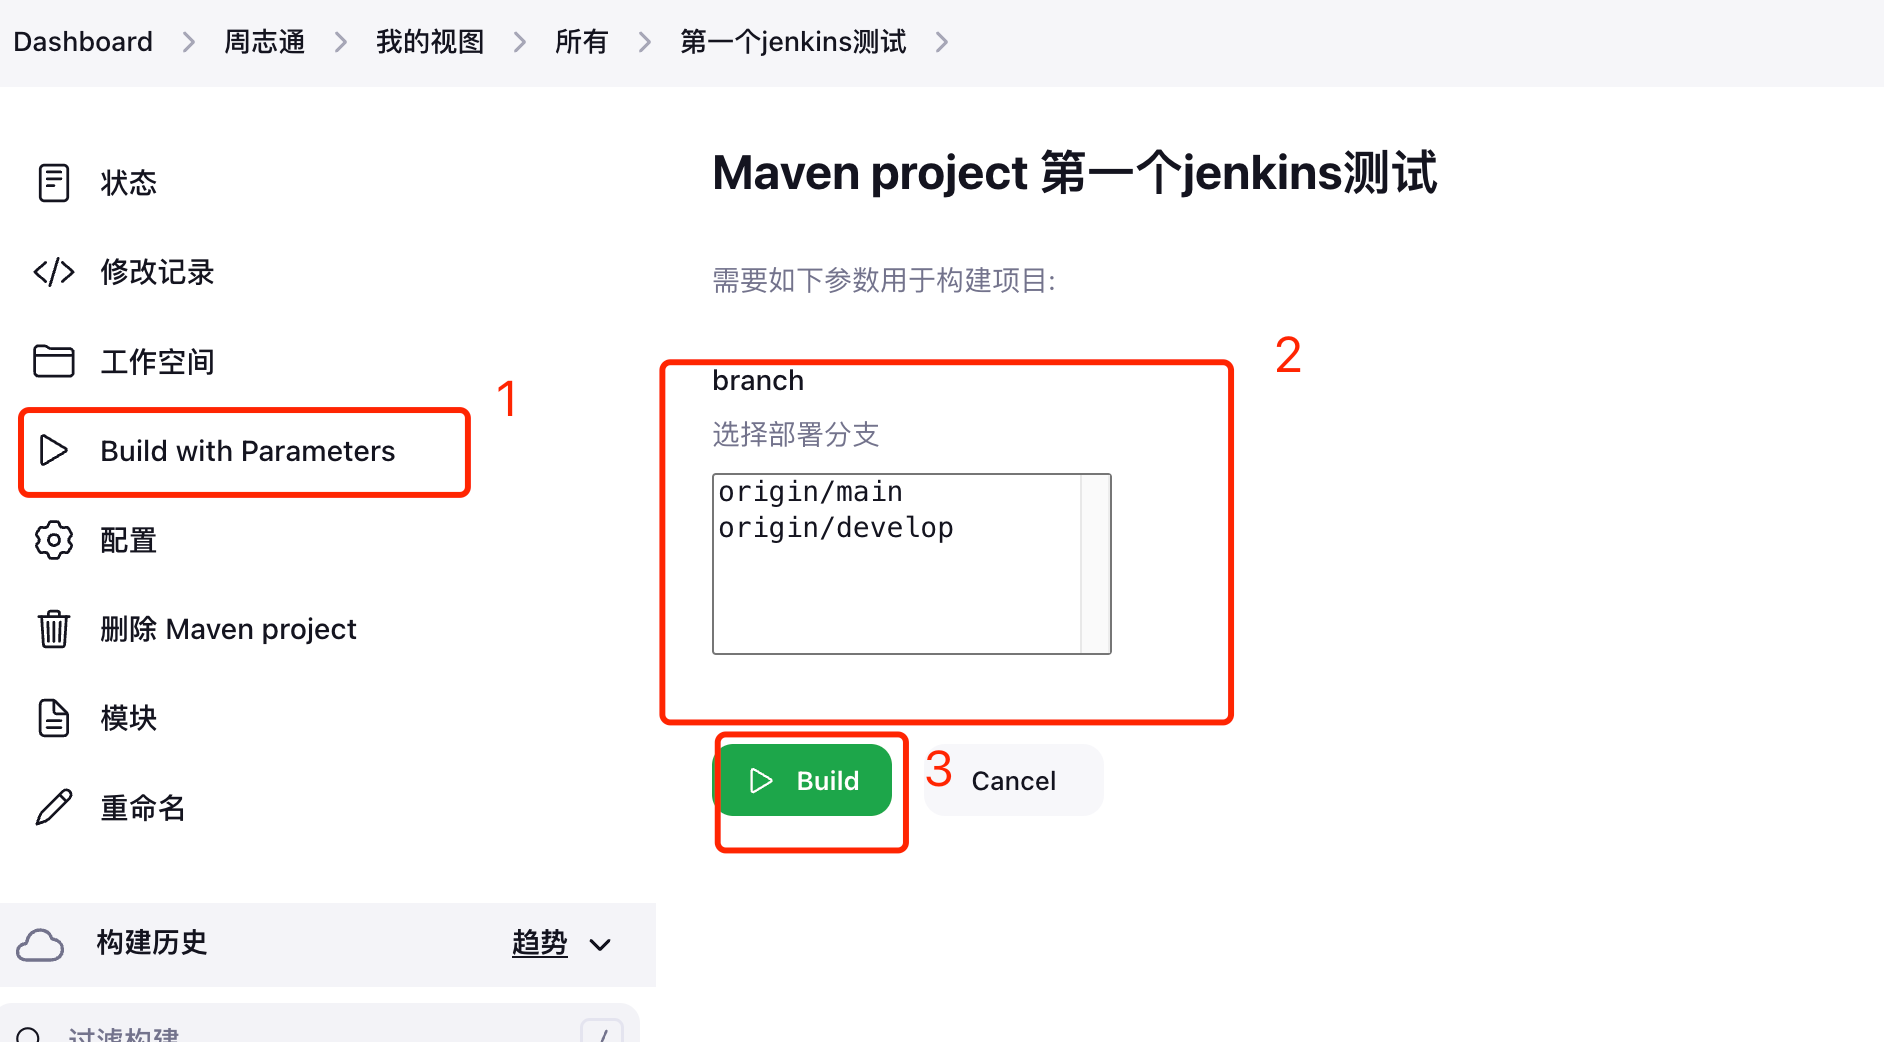 Dashboard > 周志通 > 我的视图 > 所有 > 第一个jenkins测试 >
状态
修改记录
工作空间
1
Build with Parameters
配置
删除 Maven project
模块
重命名
构建历史 趋势
过滤构建 /
Maven project 第一个jenkins测试
需要如下参数用于构建项目:
2
branch
选择部署分支
origin/main
origin/develop
Build
3
Cancel